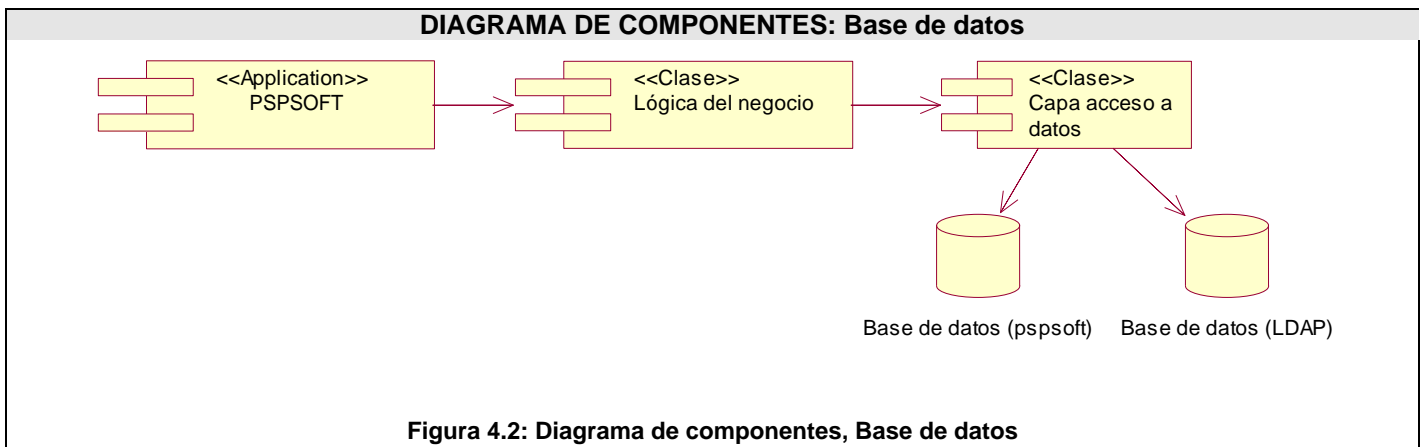 DIAGRAMA DE COMPONENTES: Base de datos
<<Application>>
PSPSOFT
<<Clase>>
Lógica del negocio
<<Clase>>
Capa acceso a
datos
Base de datos (pspsoft)
Base de datos (LDAP)
Figura 4.2: Diagrama de componentes, Base de datos